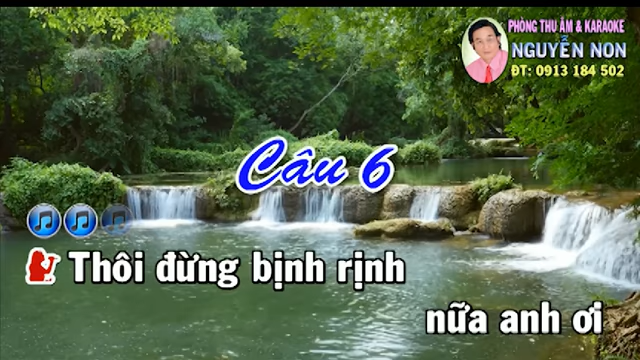 PHÒNG THU ÂM & KARAOKE
NGUYỄN NON
ĐT: 0913 184 502
Câu 6
Thôi đừng bịnh rịnh
nữa anh ơi